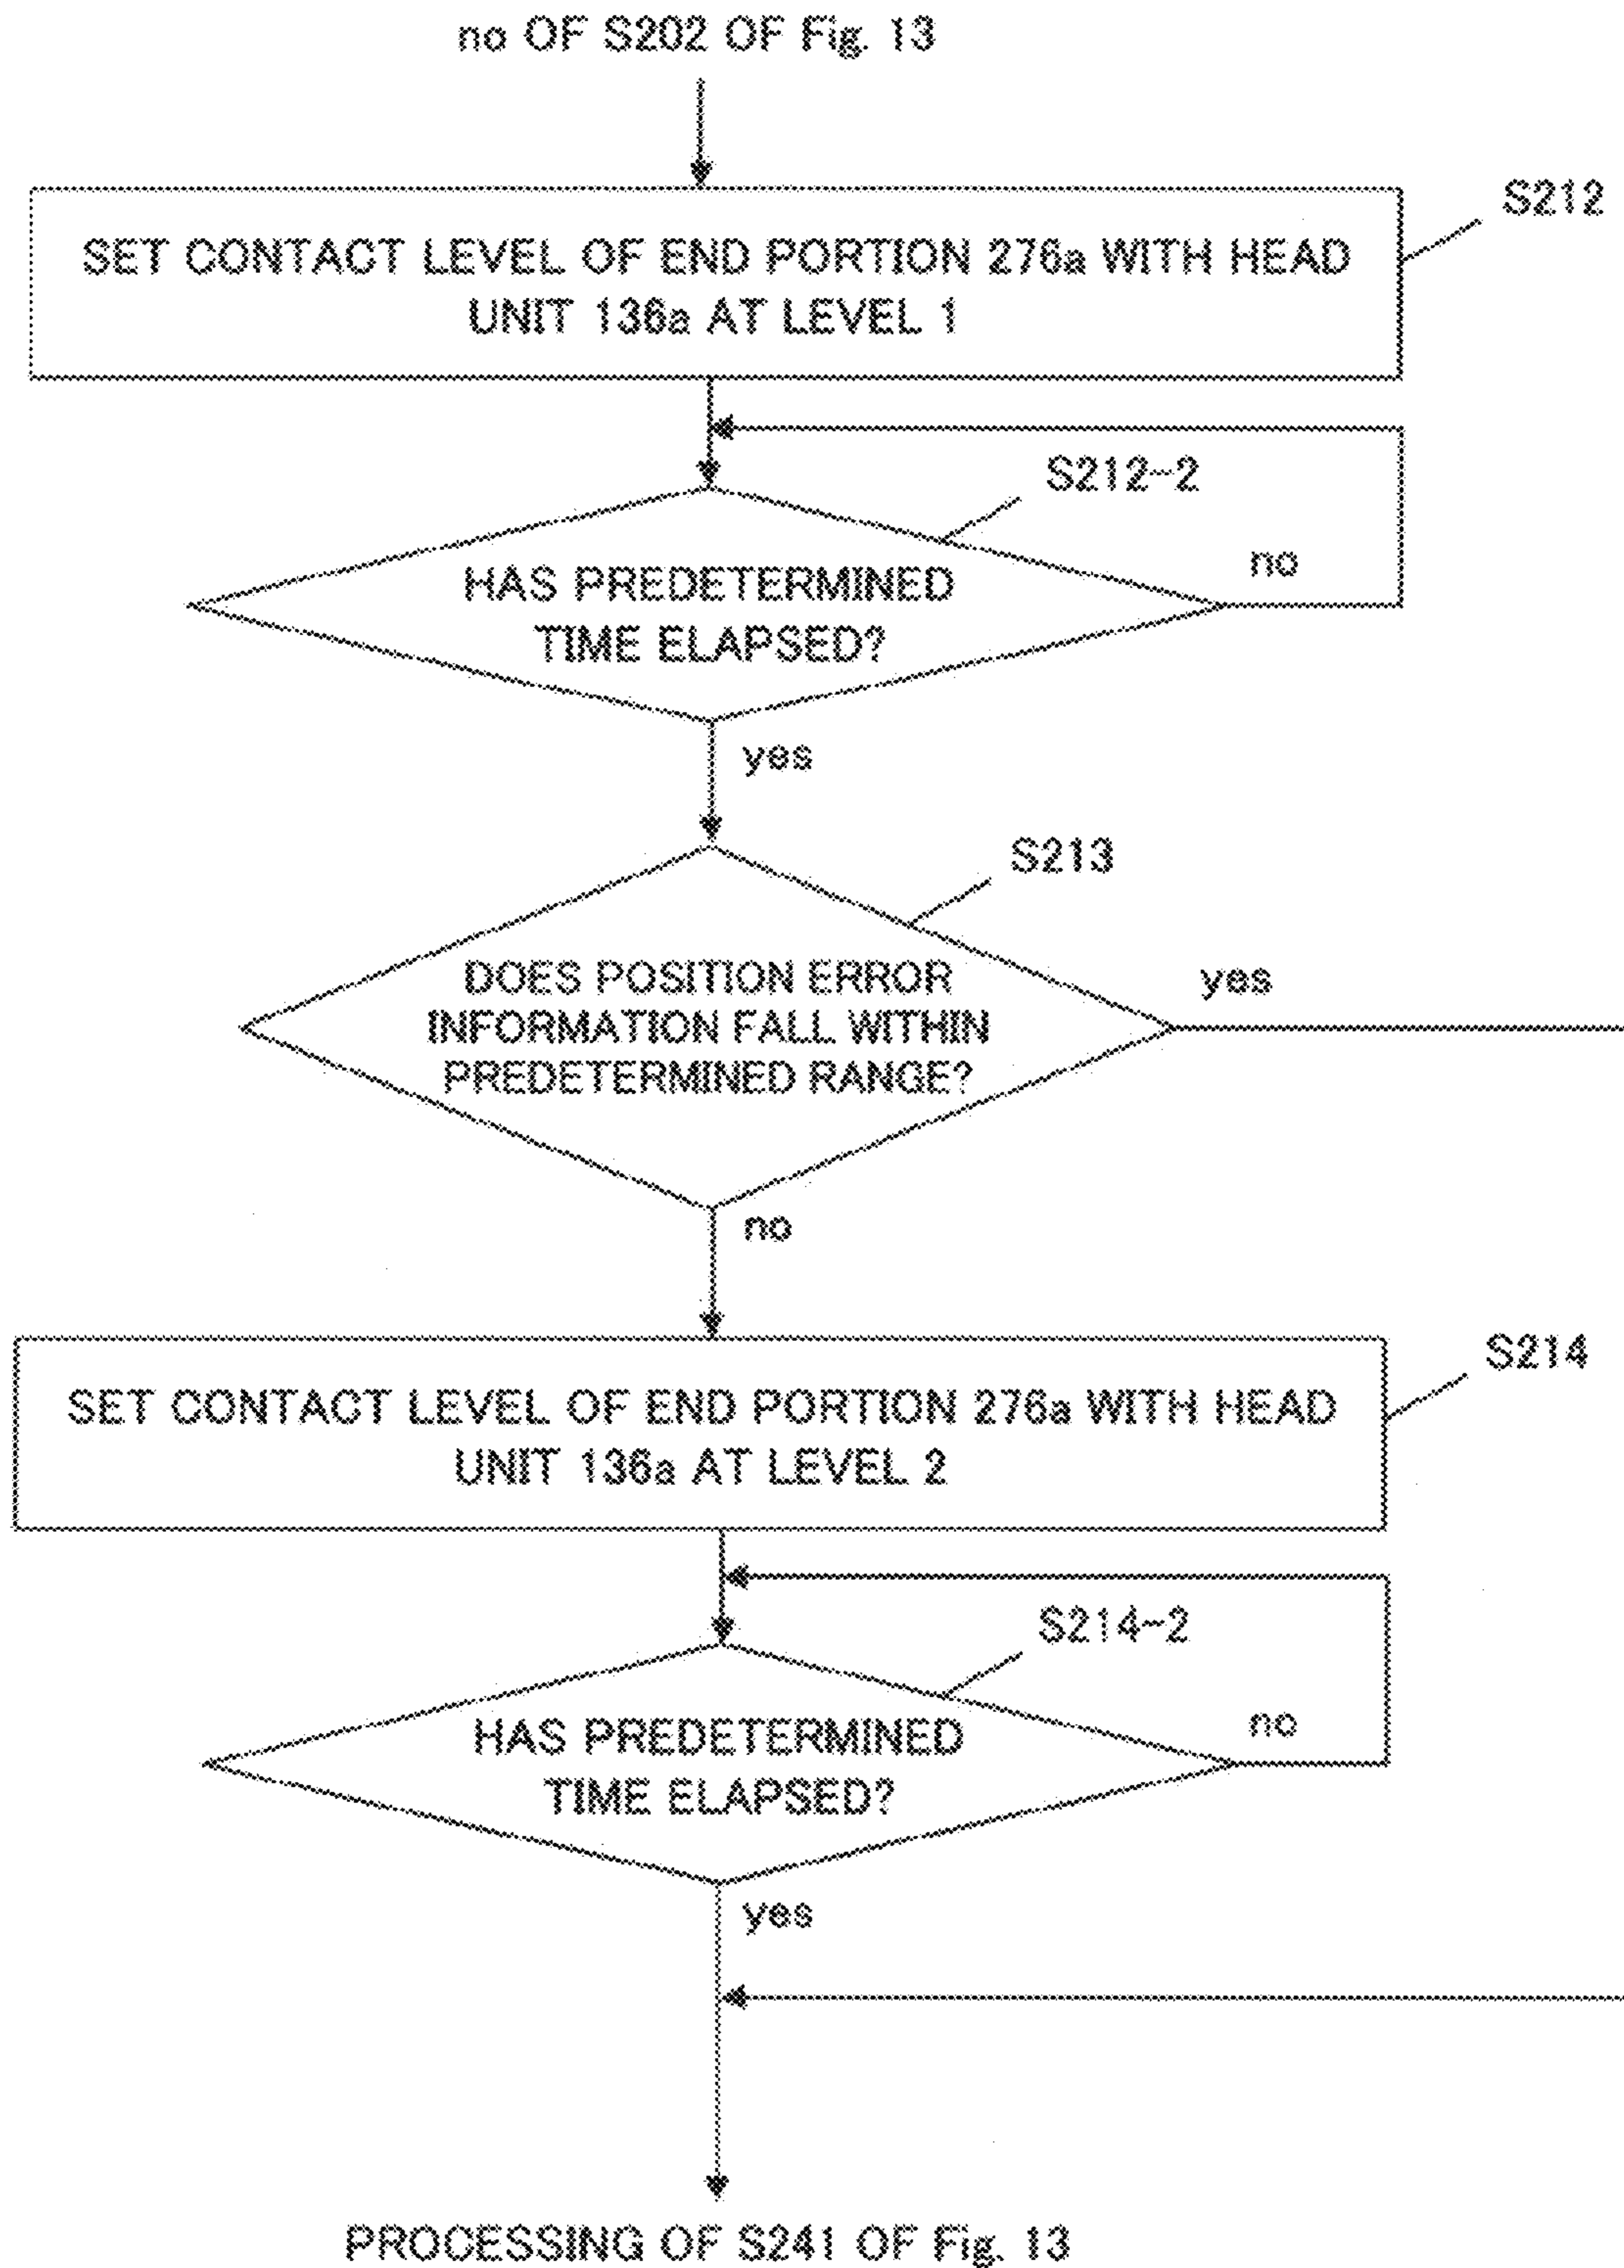 no OF S202 OF Fig. 13
S212
SET CONTACT LEVEL OF END PORTION 276a WITH HEAD
UNIT 136a AT LEVEL 1
S212-2
no
HAS PREDETERMINED
TIME ELAPSED?
yes
S213
DOES POSITION ERROR
INFORMATION FALL WITHIN
PREDETERMINED RANGE?
yes
no
S214
SET CONTACT LEVEL OF END PORTION 276a WITH HEAD
UNIT 136a AT LEVEL 2
S214-2
no
HAS PREDETERMINED
TIME ELAPSED?
yes
PROCESSING OF S241 OF Fig. 13